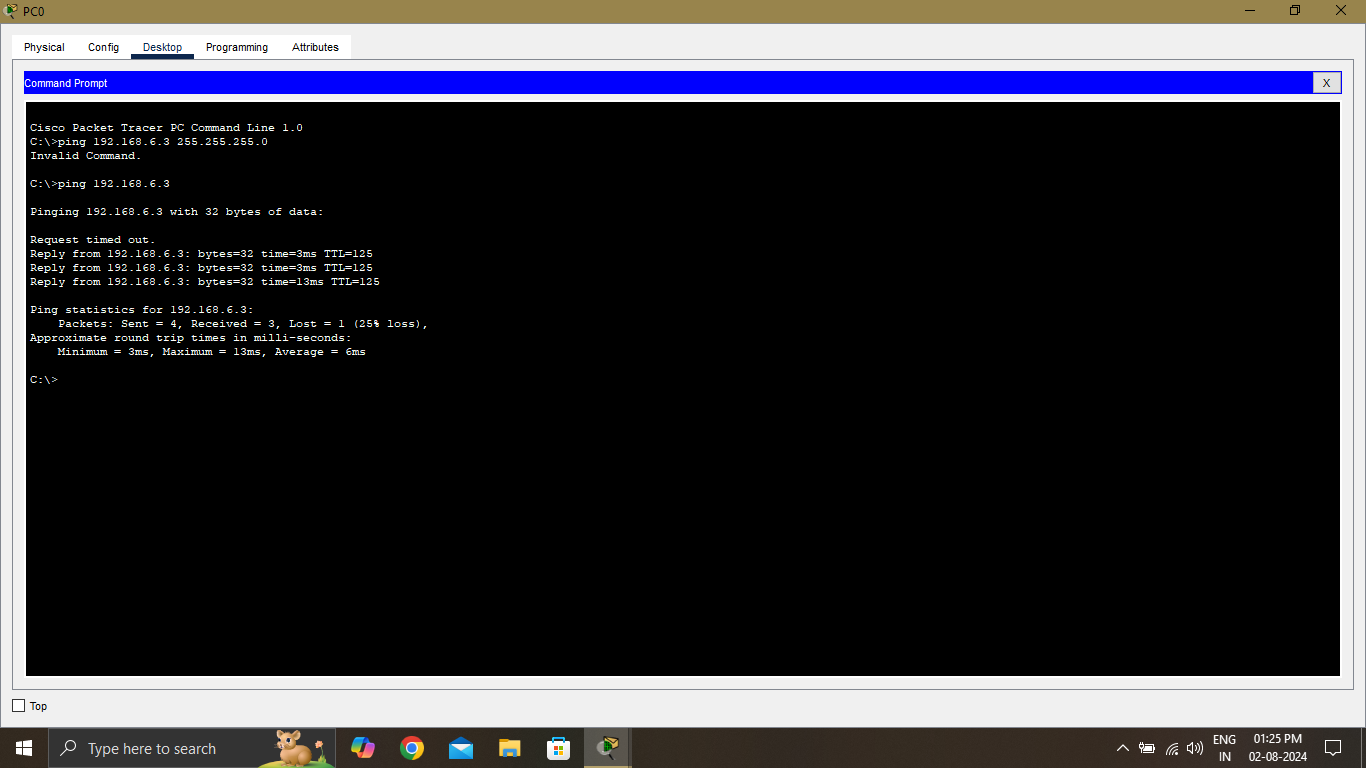 PC0
Physical Config Desktop Programming Attributes
Command Prompt X
Cisco Packet Tracer PC Command Line 1.0
C:\>ping 192.168.6.3 255.255.255.0
Invalid Command.
C:\>ping 192.168.6.3
Pinging 192.168.6.3 with 32 bytes of data:
Request timed out.
Reply from 192.168.6.3: bytes=32 time=3ms TTL=125
Reply from 192.168.6.3: bytes=32 time=3ms TTL=125
Reply from 192.168.6.3: bytes=32 time=13ms TTL=125
Ping statistics for 192.168.6.3:
Packets: Sent = 4, Received = 3, Lost = 1 (25% loss),
Approximate round trip times in milli-seconds:
Minimum = 3ms, Maximum = 13ms, Average = 6ms
C:\>
Top
Type here to search
ENG 01:25 PM
IN 02-08-2024